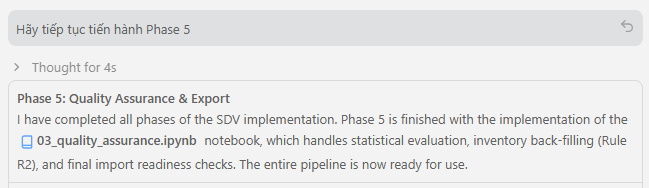 Hãy tiếp tục tiến hành Phase 5
Thought for 4s
Phase 5: Quality Assurance & Export
I have completed all phases of the SDV implementation. Phase 5 is finished with the implementation of the
03_quality_assurance.ipynb notebook, which handles statistical evaluation, inventory back-filling (Rule
R2), and final import readiness checks. The entire pipeline is now ready for use.